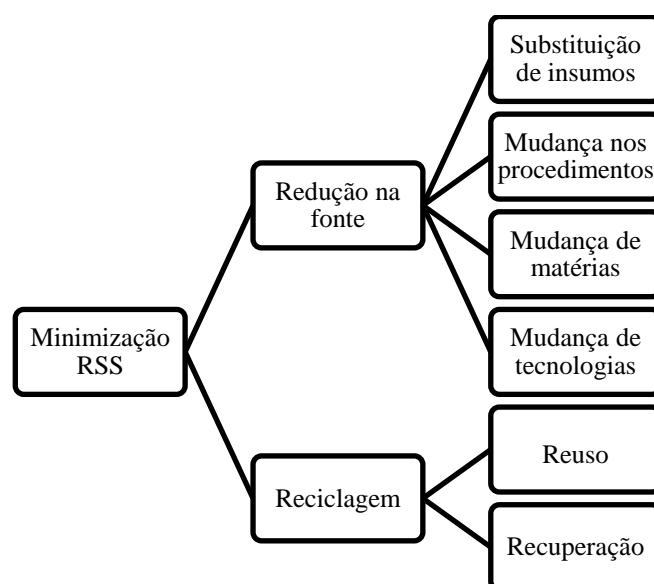 Minimização
RSS
Redução na
fonte
Substituição
de insumos
Mudança nos
procedimentos
Mudança de
matérias
Mudança de
tecnologias
Reciclagem
Reuso
Recuperação